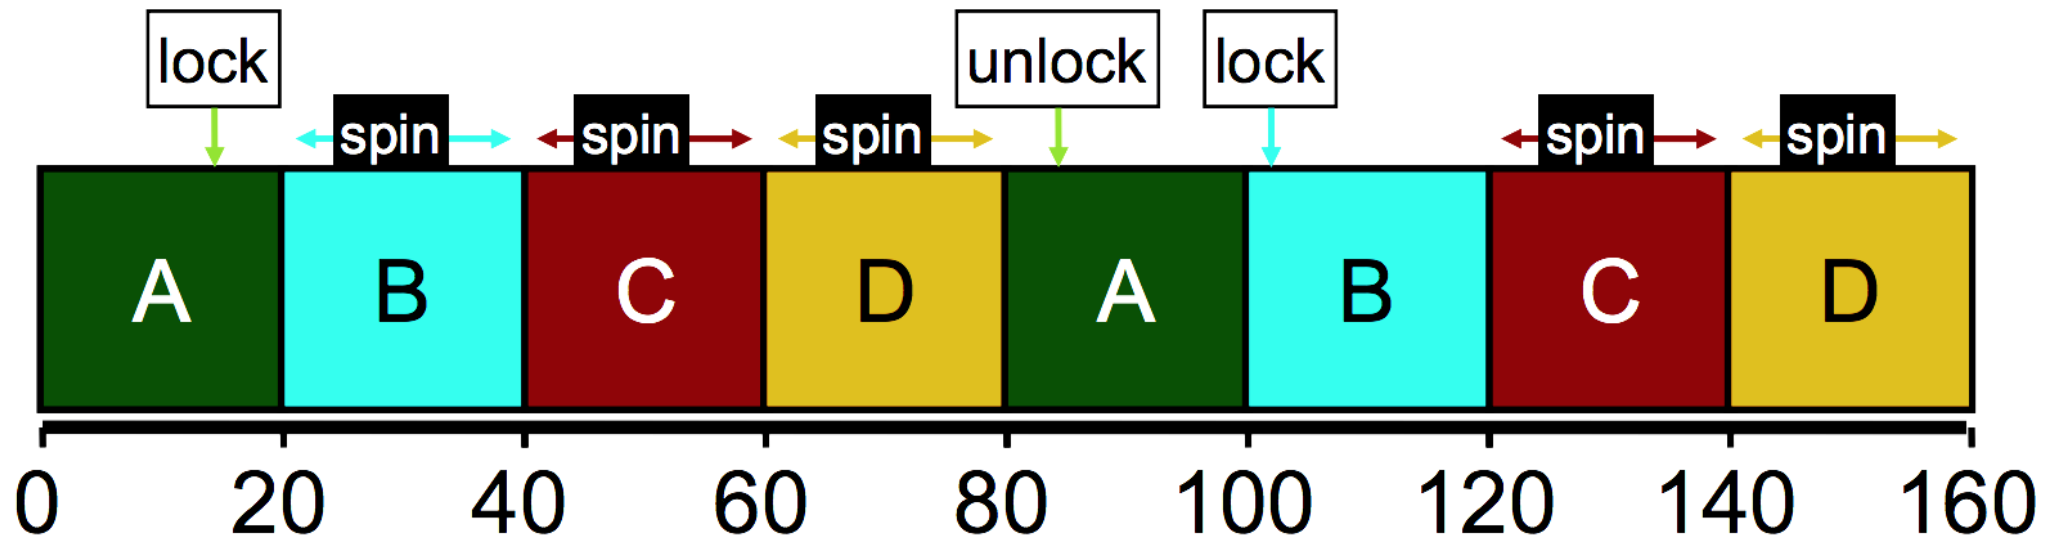 lock unlock lock
spin spin spin spin spin
A B C D A B C D
0 20 40 60 80 100 120 140 160